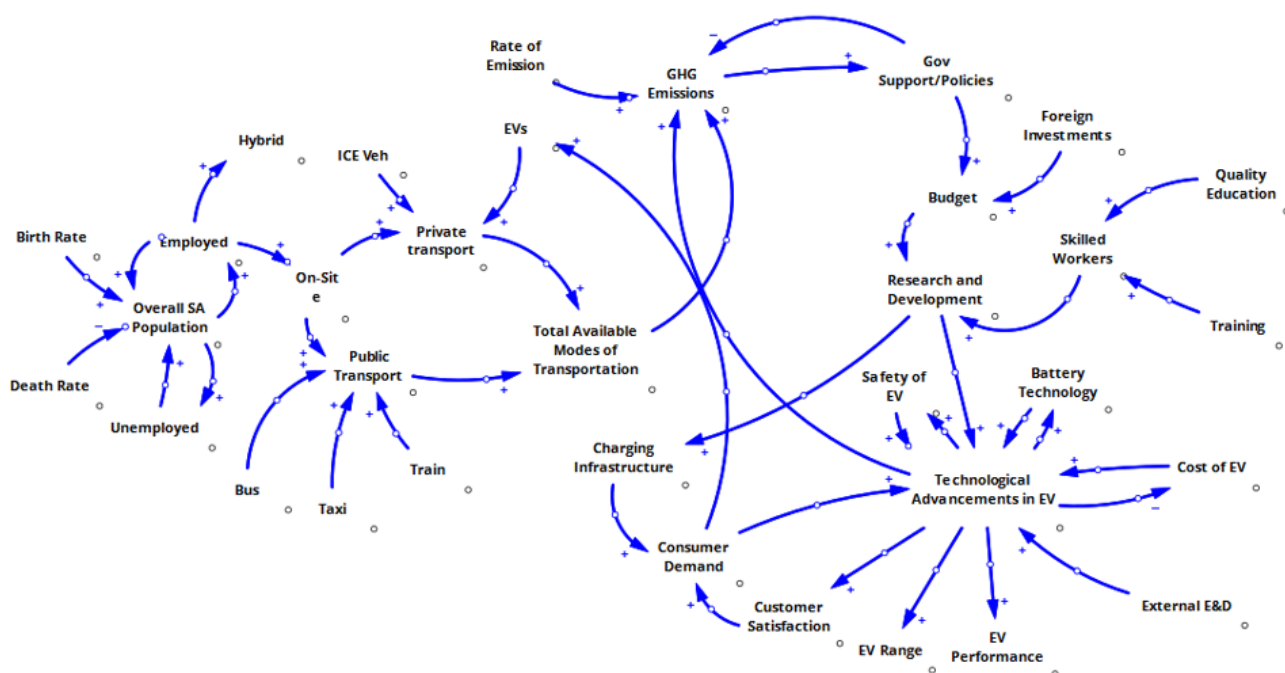 Rate of
Emission
GHG
Emissions
Gov
Support/Policies
Foreign
Investments
Hybrid
ICE Veh
EVs
Quality
Education
Budget
Birth Rate
Employed
Private
transport
Skilled
Workers
On-Sit
e
Research and
Development
Overall SA
Population
Total Available
Modes of
Transportation
Training
Public
Transport
Death Rate
Safety of
EV
Battery
Technology
Unemployed
Charging
Infrastructure
Train
Cost of EV
Bus
Taxi
Technological
Advancements in EV
Consumer
Demand
Customer
Satisfaction
External E&D
EV Range
EV
Performance